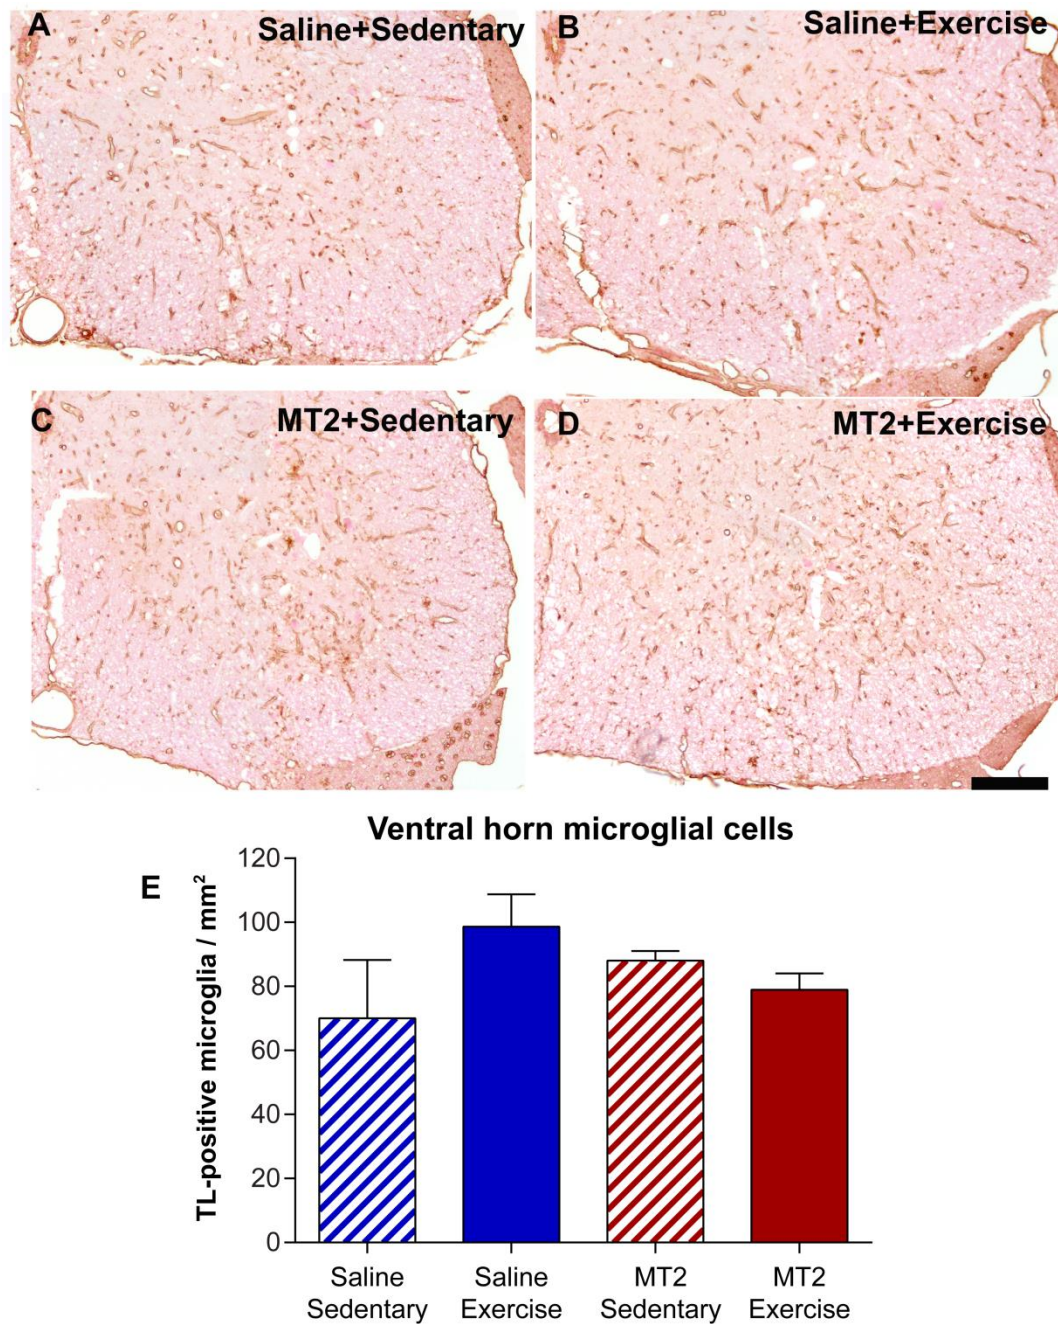 A
Saline+Sedentary
B
Saline+Exercise
C
MT2+Sedentary
D
MT2+Exercise
Ventral horn microglial cells
E
TL-positive microglia / mm²
120
100
80
60
40
20
0
Saline
Sedentary
Saline
Exercise
MT2
Sedentary
MT2
Exercise